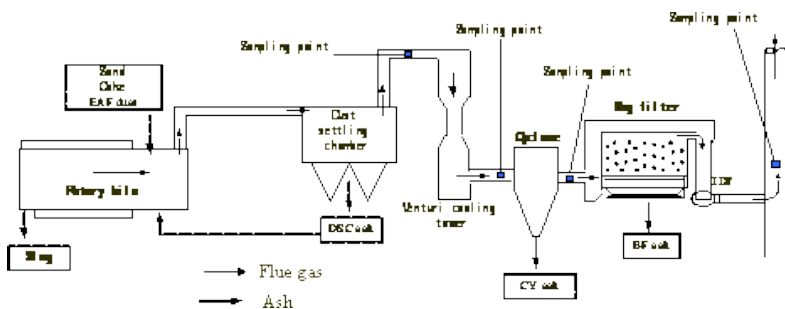 Sampling point
Sampling point
Sampling point
Sampling point
Sand
Coke
EAF dust
Dust
settling
chamber
Cyclone
Bag filter
Rotary kiln
Venturi cooling
tower
IDF
DSC ash
BF ash
CY ash
Slag
Flue gas
Ash